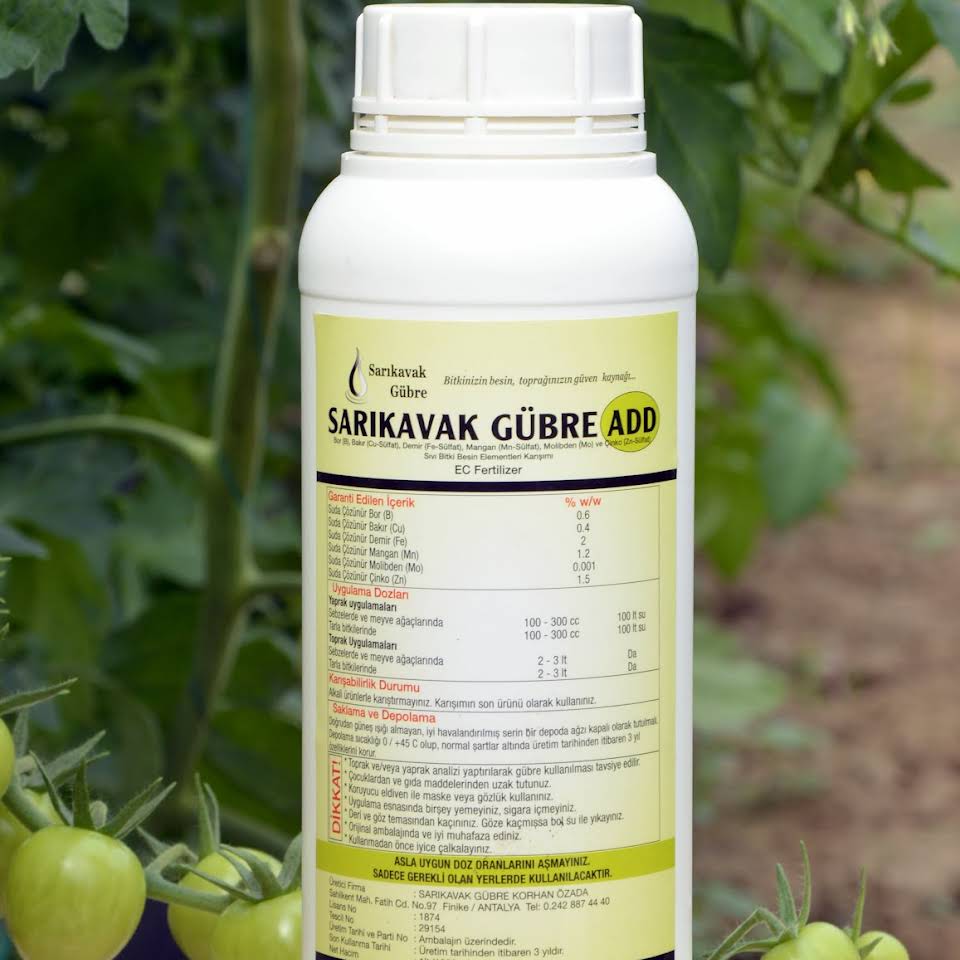 Sarıkavak
Gübre
Bitkinizin besin, toprağınızın güven kaynağı...
SARIKAVAK GÜBRE ADD
Bor (B), Bakır (Cu-Sülfat), Demir (Fe-Sülfat), Mangan (Mn-Sülfat), Molibden (Mo) ve Çinko (Zn-Sülfat)
Sıvı Bitki Besin Elementleri Karışımı
EC Fertilizer
Garanti Edilen İçerik % w/w
Suda Çözünür Bor (B) 0.6
Suda Çözünür Bakır (Cu) 0.4
Suda Çözünür Demir (Fe) 2
Suda Çözünür Mangan (Mn) 1.2
Suda Çözünür Molibden (Mo) 0.001
Suda Çözünür Çinko (Zn) 1.5
Uygulama Dozları
Yaprak uygulamaları
Sebzelerde ve meyve ağaçlarında 100 - 300 cc 100 lt su
Tarla bitkilerinde 100 - 300 cc 100 lt su
Toprak Uygulamaları
Sebzelerde ve meyve ağaçlarında 2 - 3 lt Da
Tarla bitkilerinde 2 - 3 lt Da
Karışabilirlik Durumu
Alkali ürünlerle karıştırmayınız. Karışımın son ürünü olarak kullanınız.
Saklama ve Depolama
Doğrudan güneş ışığı almayan, iyi havalandırılmış serin bir depoda ağzı kapalı olarak tutulmalı.
Depolama sıcaklığı 0 / +45 C olup, normal şartlar altında üretim tarihinden itibaren 3 yıl
özelliklerini korur.
DİKKAT!
* Toprak ve/veya yaprak analizi yaptırılarak gübre kullanılması tavsiye edilir.
* Çocuklardan ve gıda maddelerinden uzak tutunuz.
* Koruyucu eldiven ile maske veya gözlük kullanınız.
* Uygulama esnasında birşey yemeyiniz, sigara içmeyiniz.
* Deri ve göz temasından kaçınınız. Göze kaçmışsa bol su ile yıkayınız.
* Orijinal ambalajında ve iyi muhafaza ediniz.
* Kullanmadan önce iyice çalkalayınız.
ASLA UYGUN DOZ ORANLARINI AŞMAYINIZ.
SADECE GEREKLİ OLAN YERLERDE KULLANILACAKTIR.
Üretici Firma : SARIKAVAK GÜBRE KORHAN ÖZADA
Sahilkent Mah. Fatih Cd. No.97 Finike / ANTALYA Tel: 0.242 887 44 40
Lisans No : 1874
Tescil No : 29154
Üretim Tarihi ve Parti No : Ambalajın üzerindedir.
Son Kullanma Tarihi : Üretim tarihinden itibaren 3 yıldır.
Net Hacim :